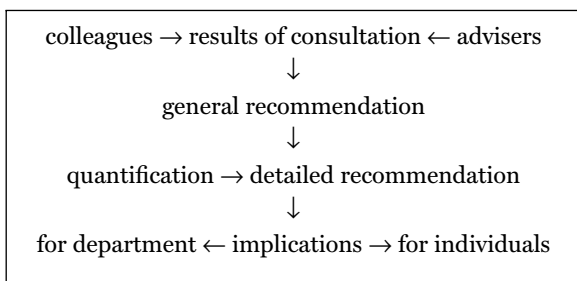 colleagues → results of consultation ← advisers
↓
general recommendation
↓
quantification → detailed recommendation
↓
for department ← implications → for individuals